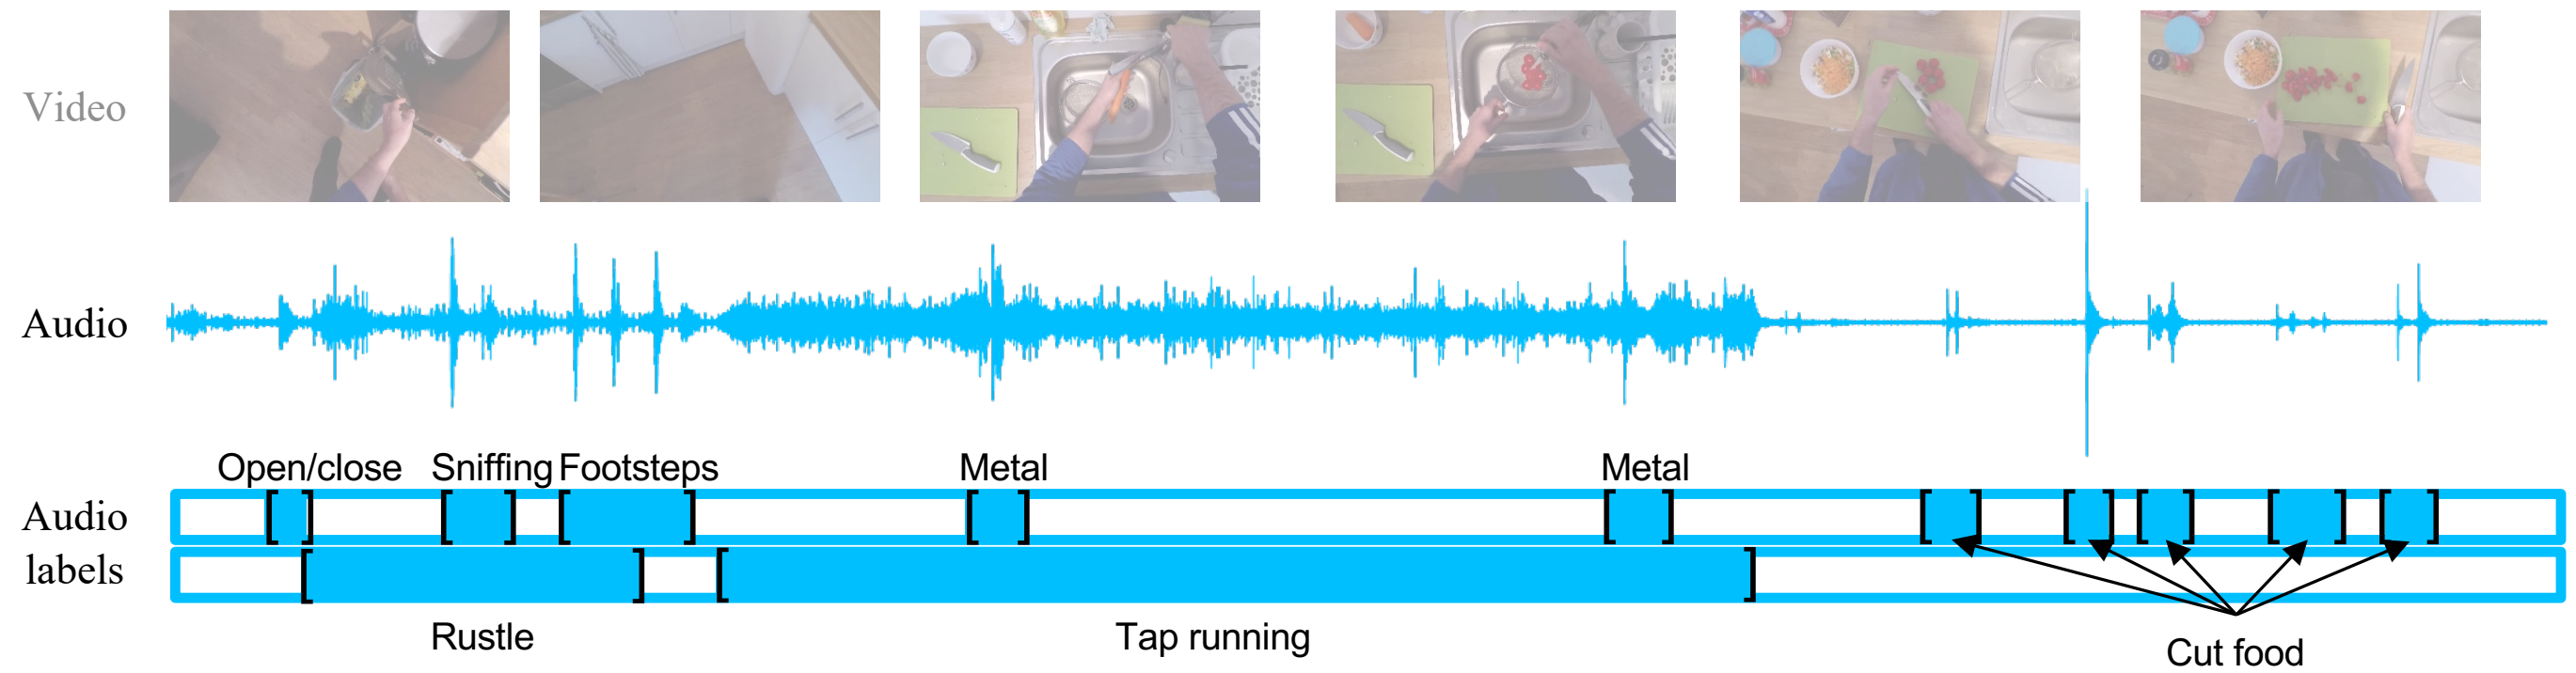 Video
Audio
Open/close Sniffing Footsteps Metal Metal
Audio
labels
Rustle Tap running Cut food